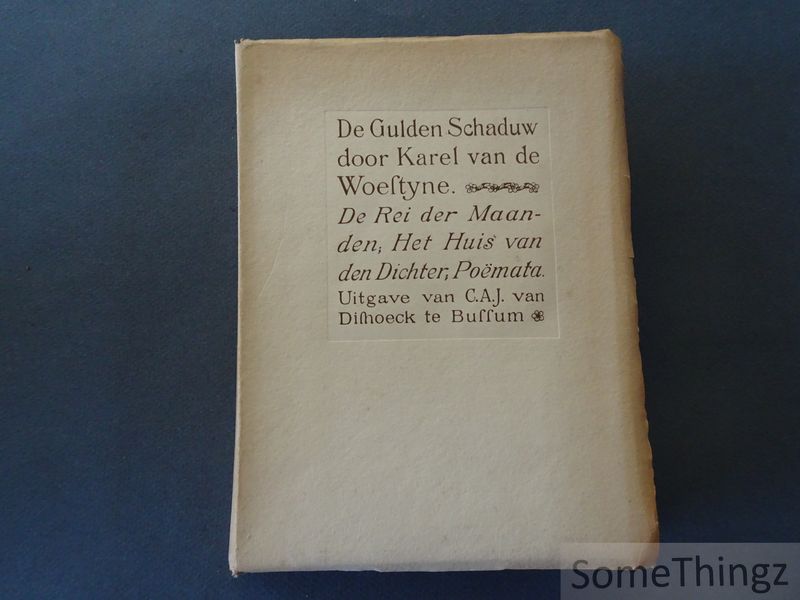 De Gulden Schaduw
door Karel van de
Woeſtyne.
De Rei der Maan-
den; Het Huis van
den Dichter; Poëmata.
Uitgave van C.A.J. van
Diſhoeck te Buſſum
SomeThingz